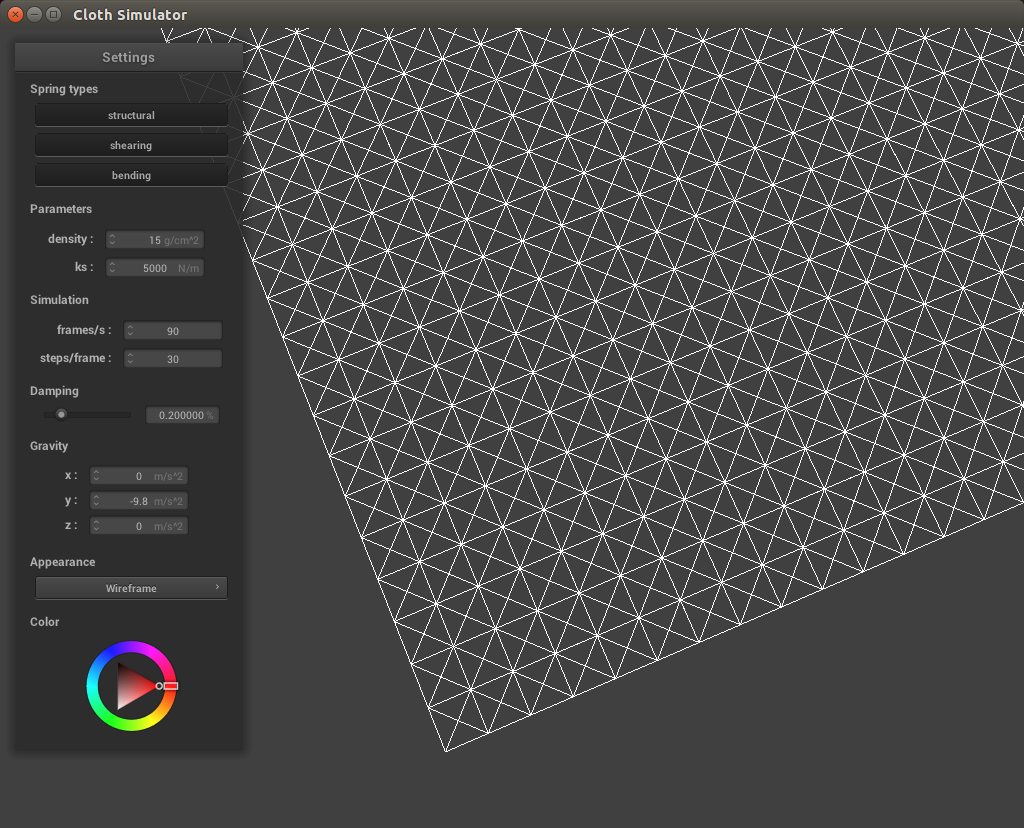 Cloth Simulator
Settings
Spring types
structural
shearing
bending
Parameters
density : 15 g/cm^2
ks : 5000 N/m
Simulation
frames/s : 90
steps/frame : 30
Damping
0.200000 %
Gravity
x : 0 m/s^2
y : -9.8 m/s^2
z : 0 m/s^2
Appearance
Wireframe ›
Color